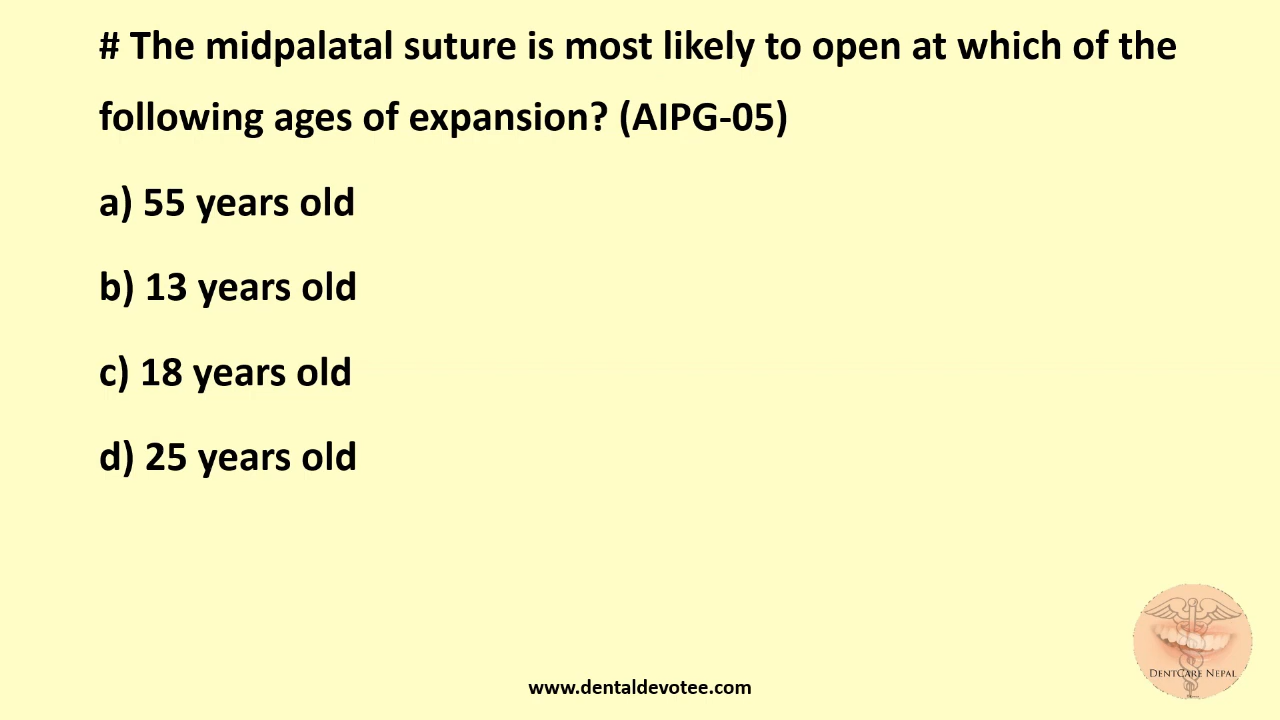 # The midpalatal suture is most likely to open at which of the
following ages of expansion? (AIPG-05)
a) 55 years old
b) 13 years old
c) 18 years old
d) 25 years old
DENTCARE NEPAL
www.dentaldevotee.com